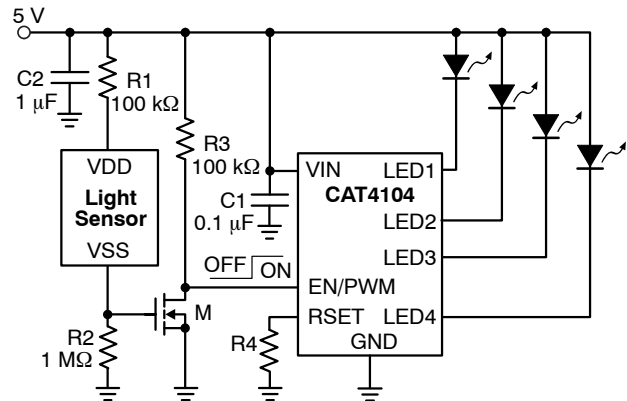 5 V
C2
1 μF
R1
100 kΩ
VDD
Light
Sensor
VSS
R2
1 MΩ
R3
100 kΩ
C1
0.1 μF
OFF
ON
M
R4
VIN
LED1
CAT4104
LED2
LED3
EN/PWM
RSET
LED4
GND